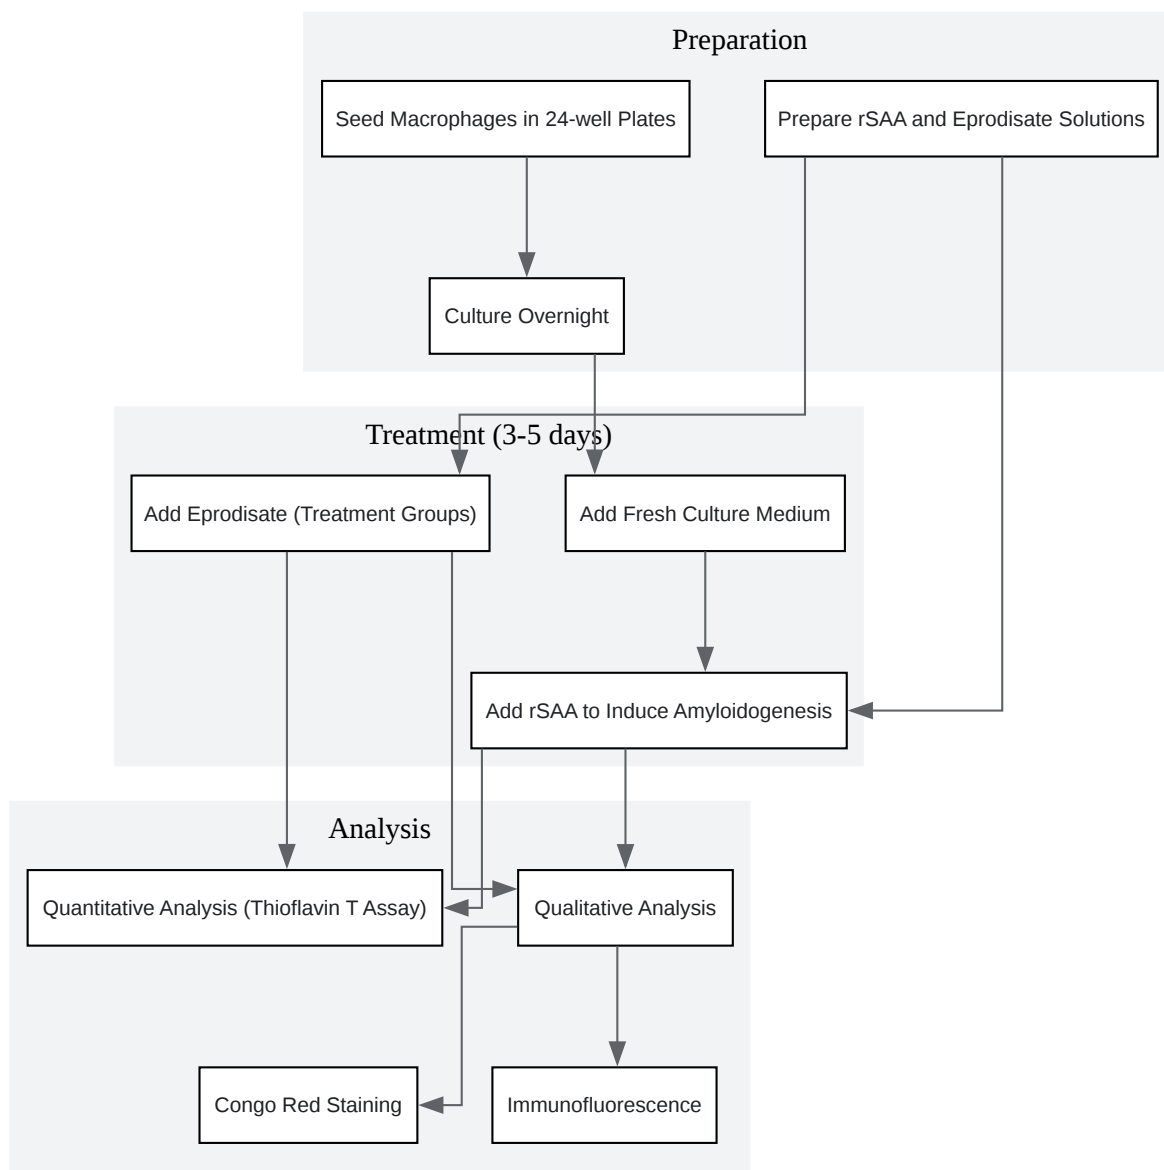 Preparation
Seed Macrophages in 24-well Plates
Prepare rSAA and Eprodisate Solutions
Culture Overnight
Treatment (3-5 days)
Add Eprodisate (Treatment Groups)
Add Fresh Culture Medium
Add rSAA to Induce Amyloidogenesis
Analysis
Quantitative Analysis (Thioflavin T Assay)
Qualitative Analysis
Congo Red Staining
Immunofluorescence